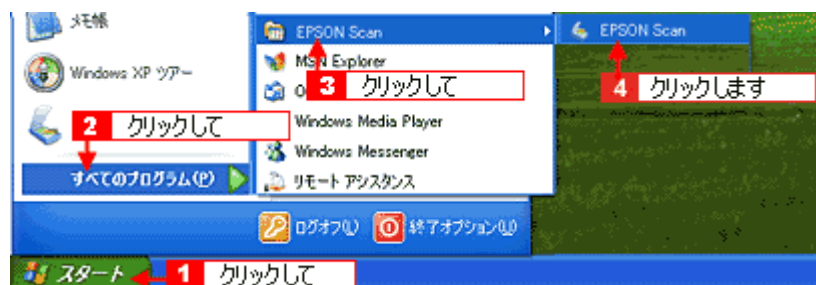 メモ帳
Windows XP ツアー
2 クリックして
すべてのプログラム(P)
EPSON Scan
MSN Explorer
3 クリックして
Windows Media Player
Windows Messenger
リモート アシスタンス
EPSON Scan
4 クリックします
ログオフ(L)
終了オプション(U)
スタート
1 クリックして